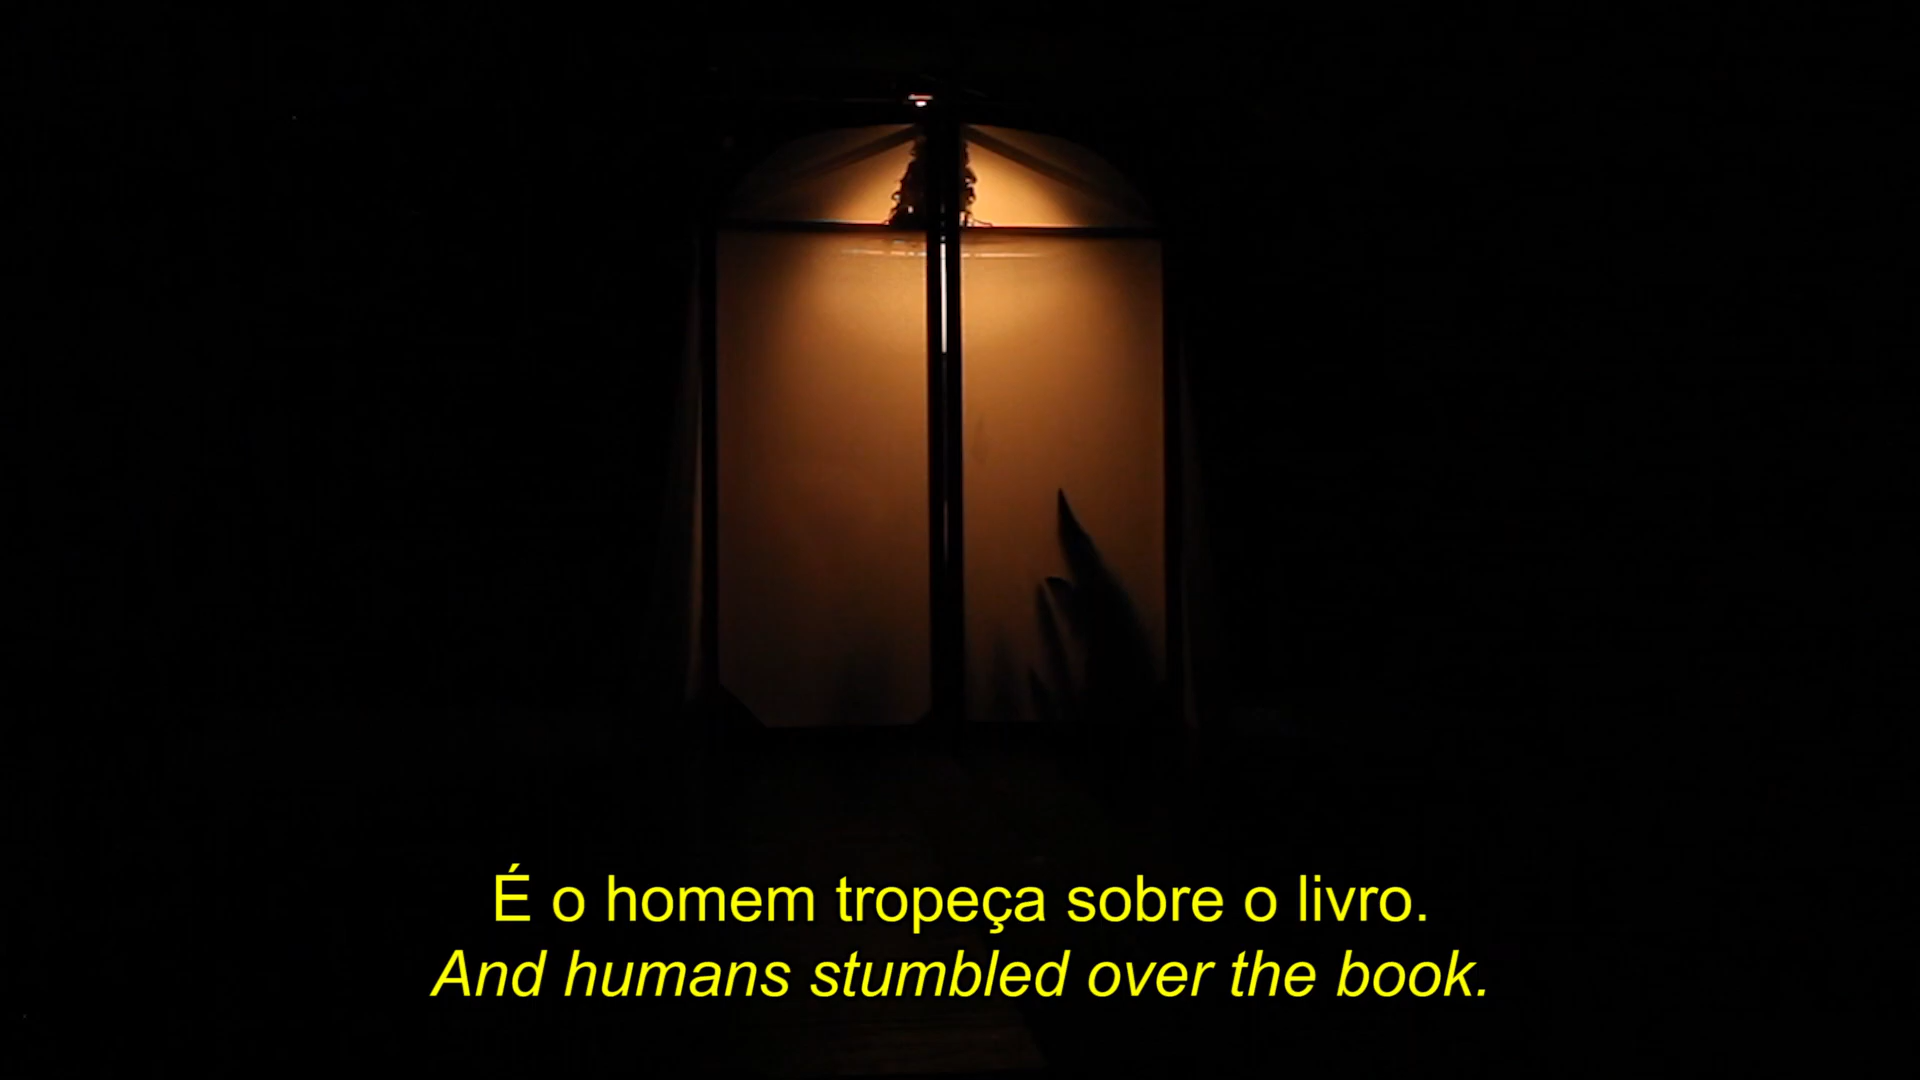 É o homem tropeça sobre o livro.
And humans stumbled over the book.